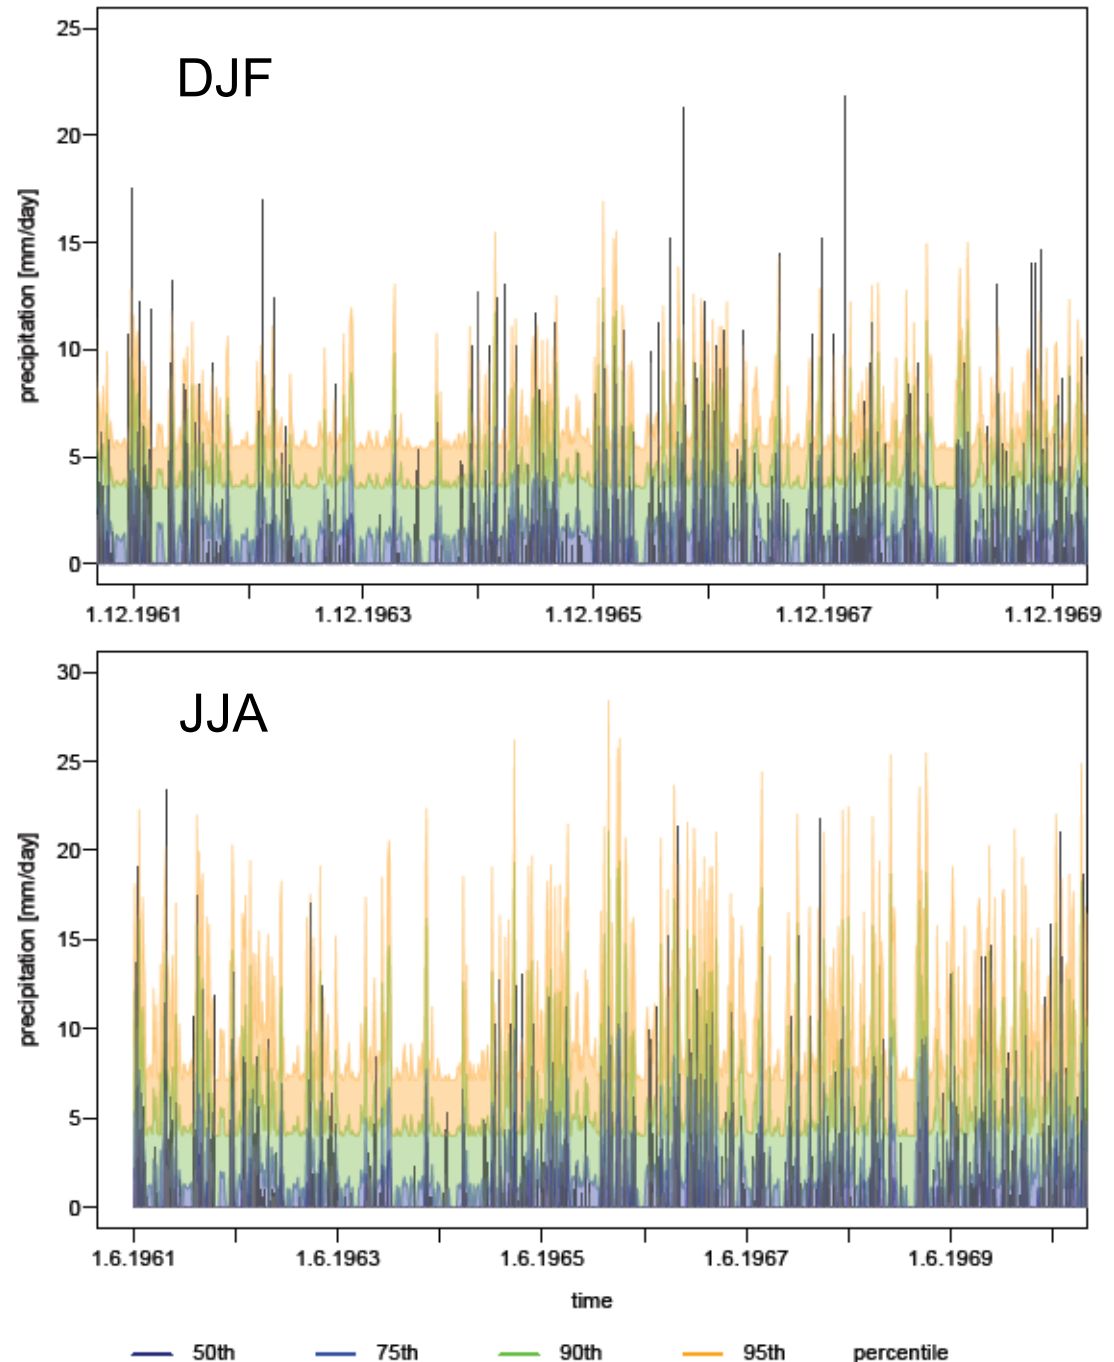 25
DJF
20
15
10
5
0
precipitation [mm/day]
1.12.1961 1.12.1963 1.12.1965 1.12.1967 1.12.1969
30
JJA
25
20
15
10
5
0
precipitation [mm/day]
1.6.1961 1.6.1963 1.6.1965 1.6.1967 1.6.1969
time
50th 75th 90th 95th percentile